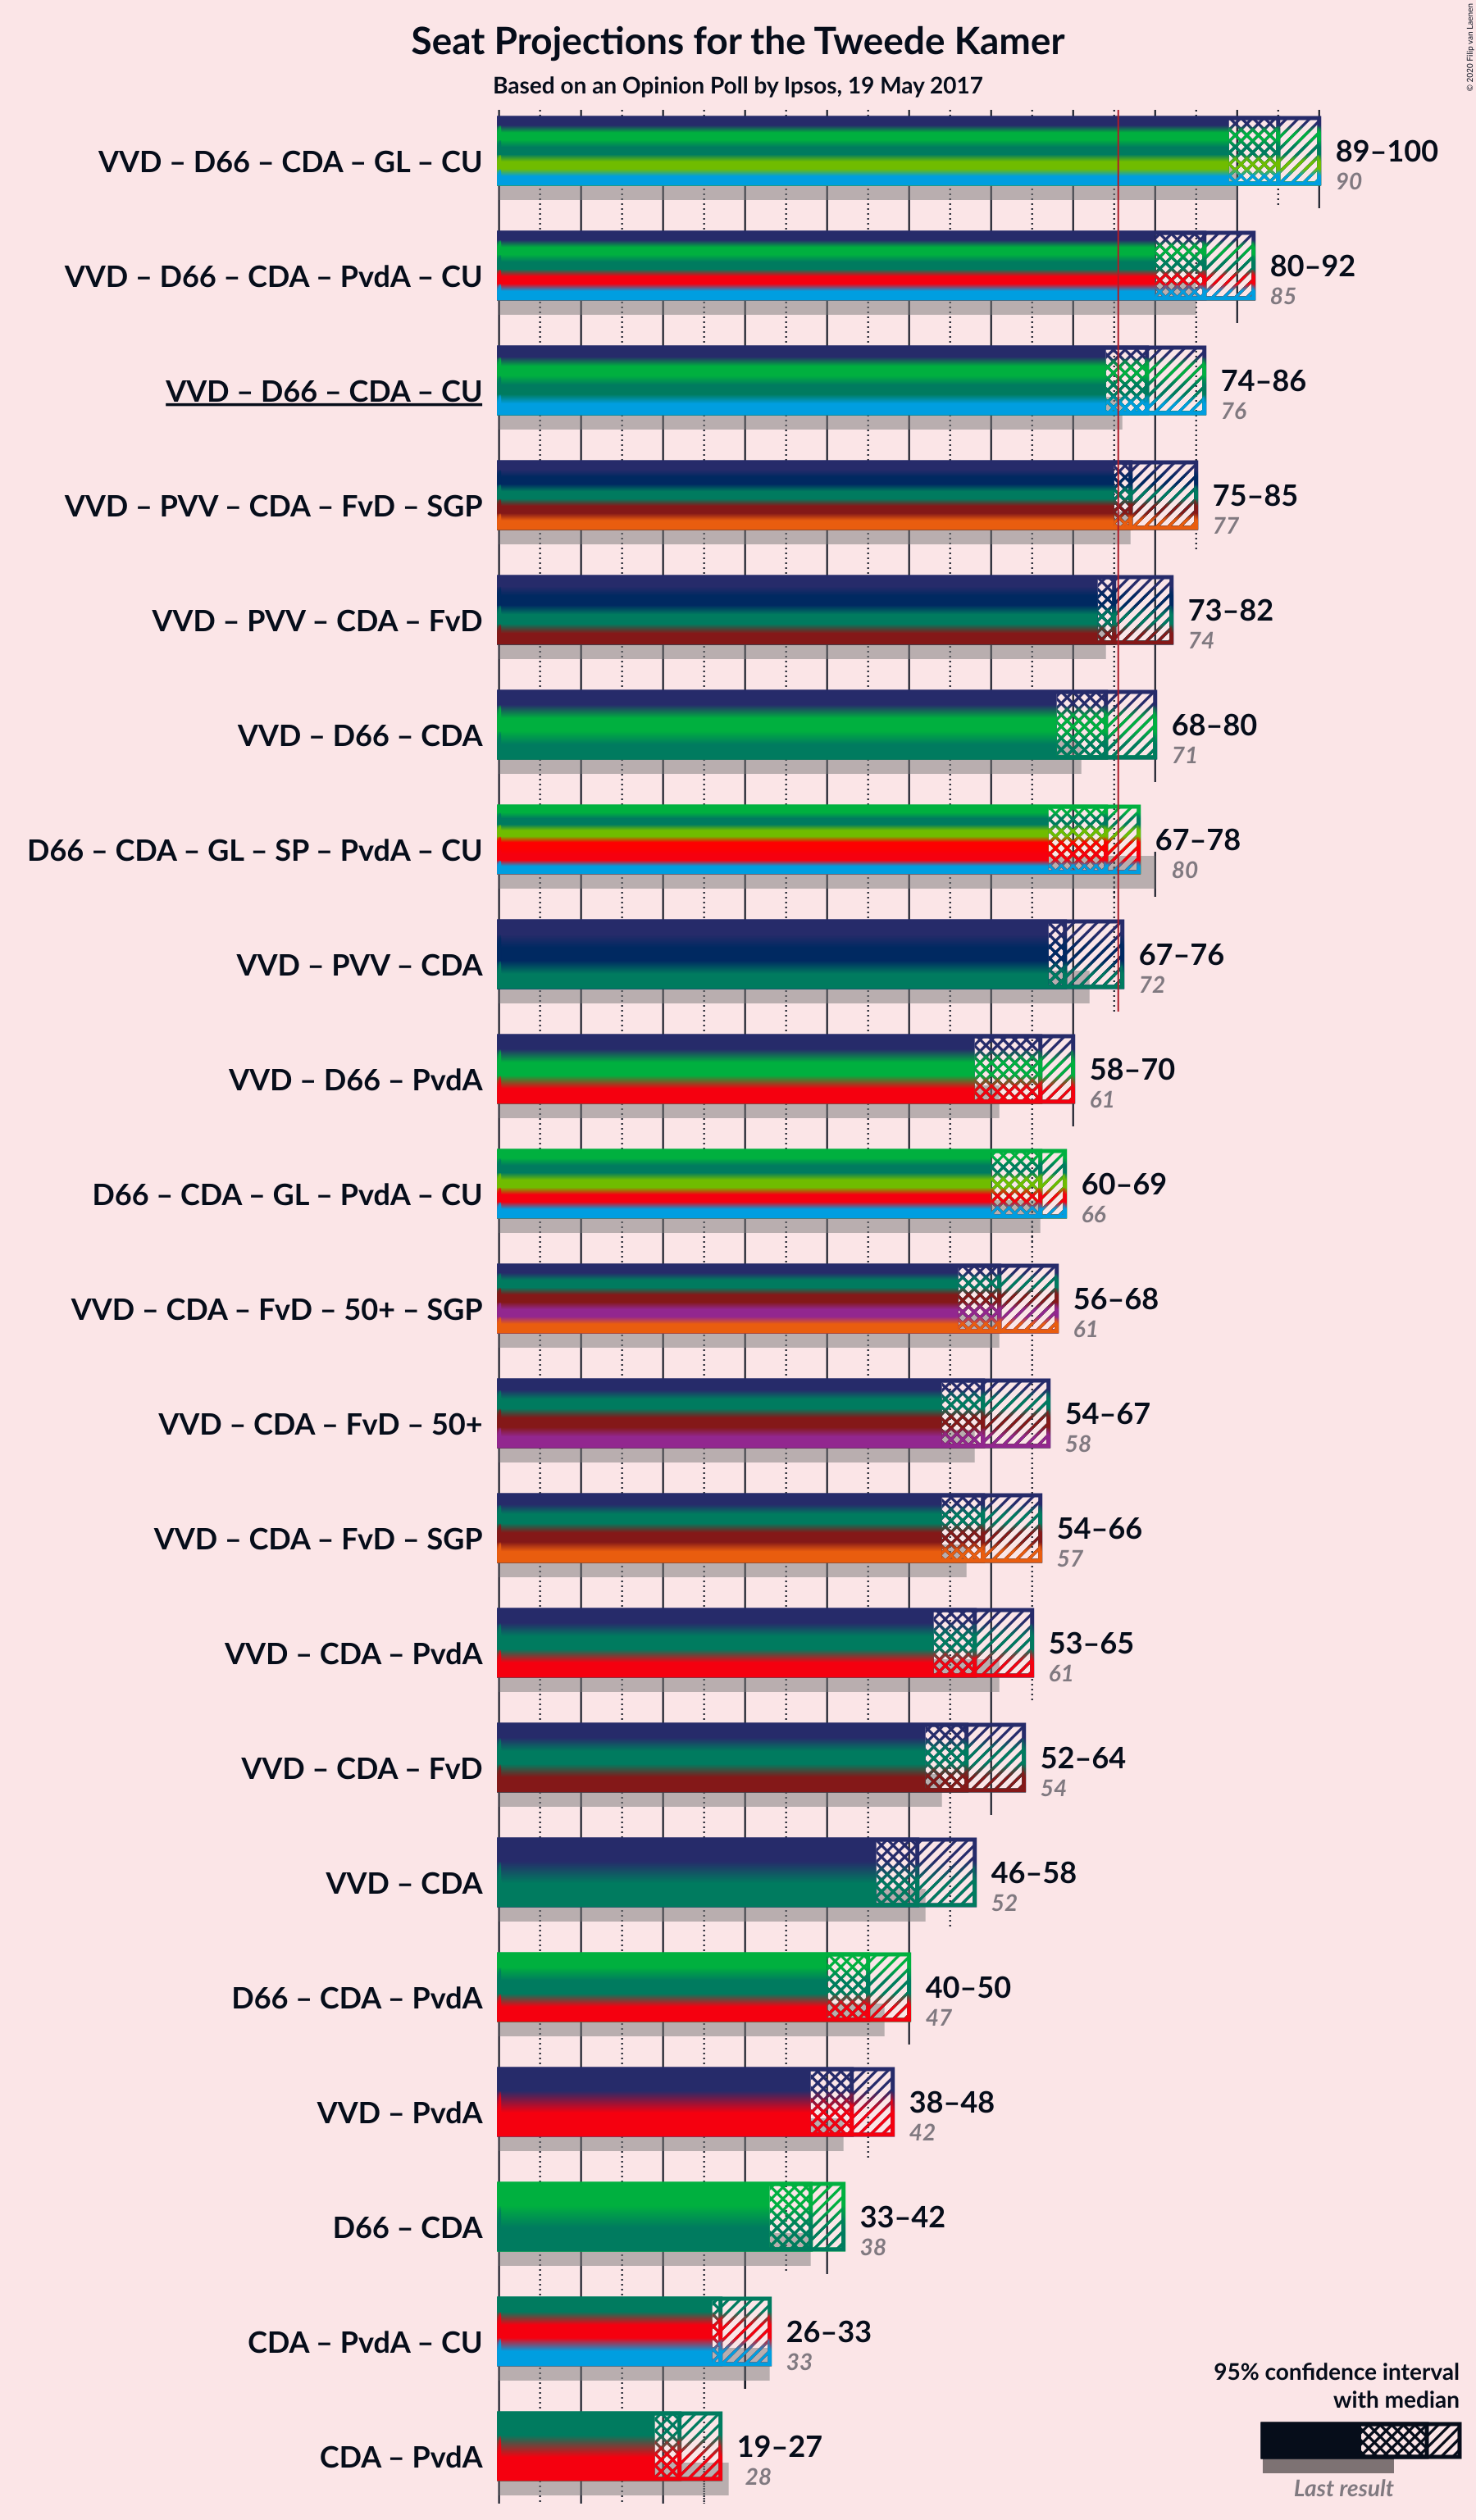 Seat Projections for the Tweede Kamer
Based on an Opinion Poll by Ipsos, 19 May 2017
© 2020 Filip van Laenen
VVD – D66 – CDA – GL – CU
89–100
90
VVD – D66 – CDA – PvdA – CU
80–92
85
VVD – D66 – CDA – CU
74–86
76
VVD – PVV – CDA – FvD – SGP
75–85
77
VVD – PVV – CDA – FvD
73–82
74
VVD – D66 – CDA
68–80
71
D66 – CDA – GL – SP – PvdA – CU
67–78
80
VVD – PVV – CDA
67–76
72
VVD – D66 – PvdA
58–70
61
D66 – CDA – GL – PvdA – CU
60–69
66
VVD – CDA – FvD – 50+ – SGP
56–68
61
VVD – CDA – FvD – 50+
54–67
58
VVD – CDA – FvD – SGP
54–66
57
VVD – CDA – PvdA
53–65
61
VVD – CDA – FvD
52–64
54
VVD – CDA
46–58
52
D66 – CDA – PvdA
40–50
47
VVD – PvdA
38–48
42
D66 – CDA
33–42
38
CDA – PvdA – CU
26–33
33
CDA – PvdA
19–27
28
95% confidence interval
with median
Last result